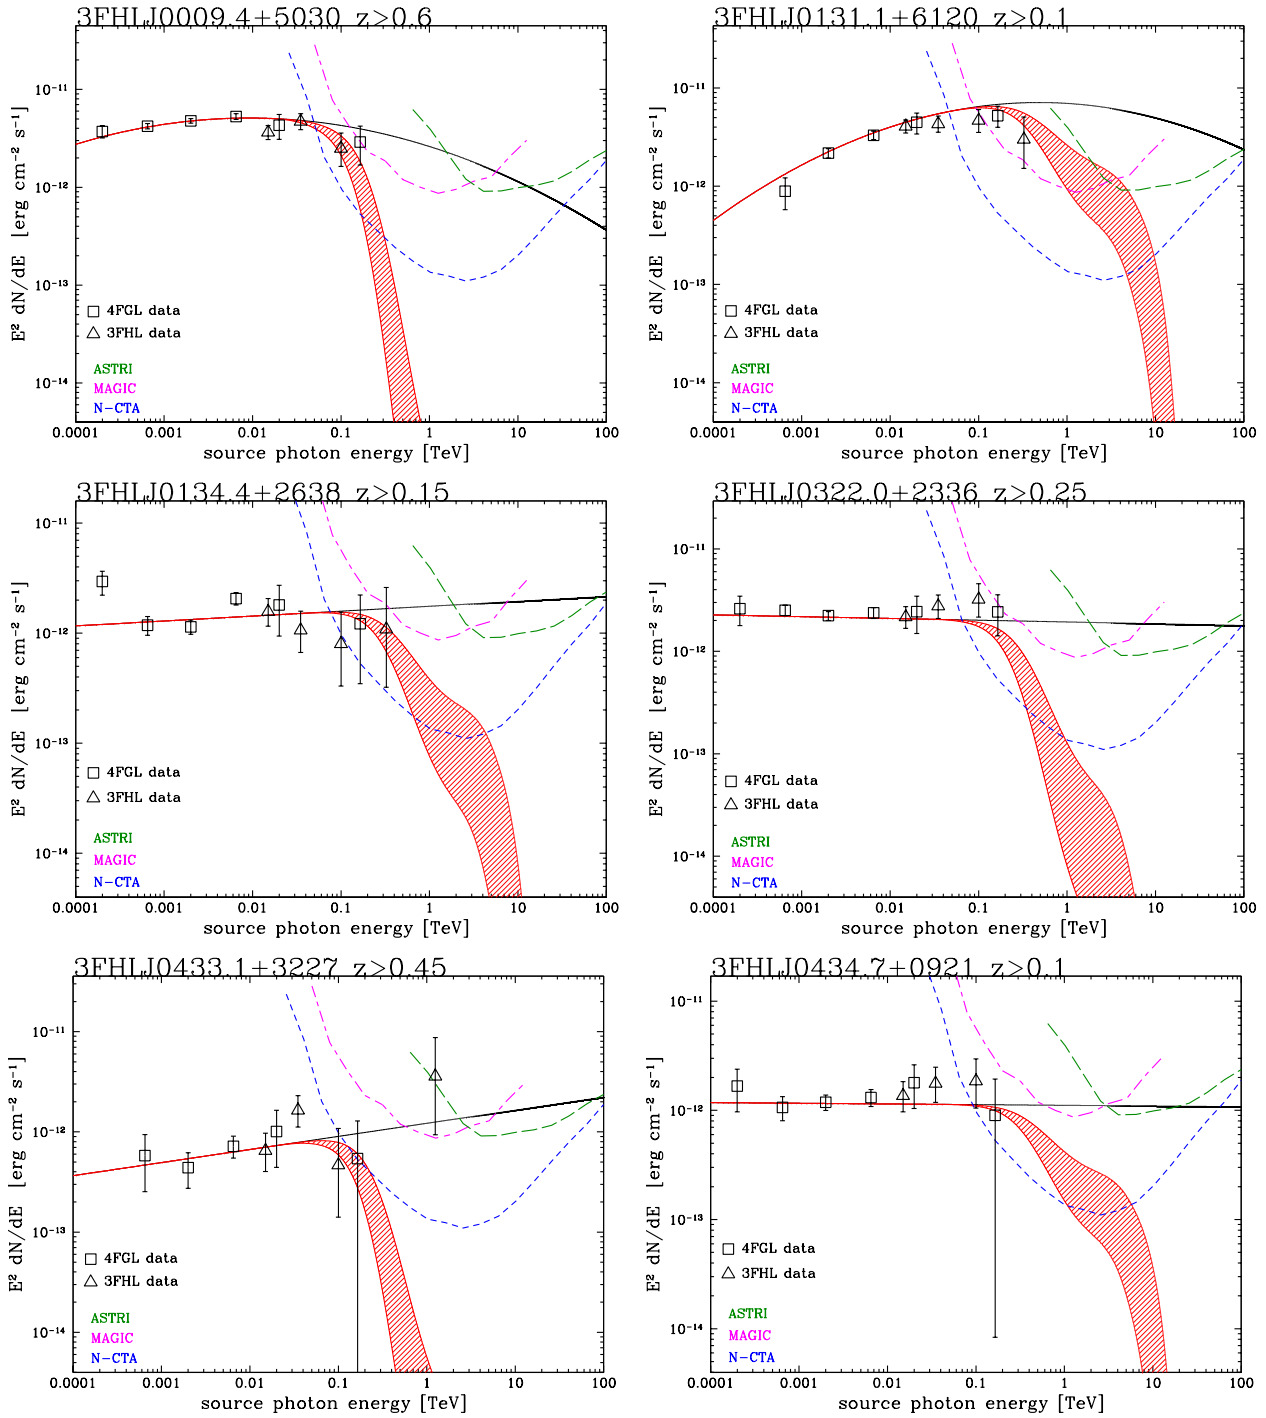 3FHLJ0009.4+5030 z>0.6
E² dN/dE [erg cm⁻² s⁻¹]
10⁻¹¹
10⁻¹²
10⁻¹³
10⁻¹⁴
4FGL data
3FHL data
ASTRI
MAGIC
N-CTA
0.0001 0.001 0.01 0.1 1 10 100
source photon energy [TeV]
3FHLJ0131.1+6120 z>0.1
E² dN/dE [erg cm⁻² s⁻¹]
10⁻¹¹
10⁻¹²
10⁻¹³
10⁻¹⁴
4FGL data
3FHL data
ASTRI
MAGIC
N-CTA
0.0001 0.001 0.01 0.1 1 10 100
source photon energy [TeV]
3FHLJ0134.4+2638 z>0.15
E² dN/dE [erg cm⁻² s⁻¹]
10⁻¹¹
10⁻¹²
10⁻¹³
10⁻¹⁴
4FGL data
3FHL data
ASTRI
MAGIC
N-CTA
0.0001 0.001 0.01 0.1 1 10 100
source photon energy [TeV]
3FHLJ0322.0+2336 z>0.25
E² dN/dE [erg cm⁻² s⁻¹]
10⁻¹¹
10⁻¹²
10⁻¹³
10⁻¹⁴
4FGL data
3FHL data
ASTRI
MAGIC
N-CTA
0.0001 0.001 0.01 0.1 1 10 100
source photon energy [TeV]
3FHLJ0433.1+3227 z>0.45
E² dN/dE [erg cm⁻² s⁻¹]
10⁻¹¹
10⁻¹²
10⁻¹³
10⁻¹⁴
4FGL data
3FHL data
ASTRI
MAGIC
N-CTA
0.0001 0.001 0.01 0.1 1 10 100
source photon energy [TeV]
3FHLJ0434.7+0921 z>0.1
E² dN/dE [erg cm⁻² s⁻¹]
10⁻¹¹
10⁻¹²
10⁻¹³
10⁻¹⁴
4FGL data
3FHL data
ASTRI
MAGIC
N-CTA
0.0001 0.001 0.01 0.1 1 10 100
source photon energy [TeV]